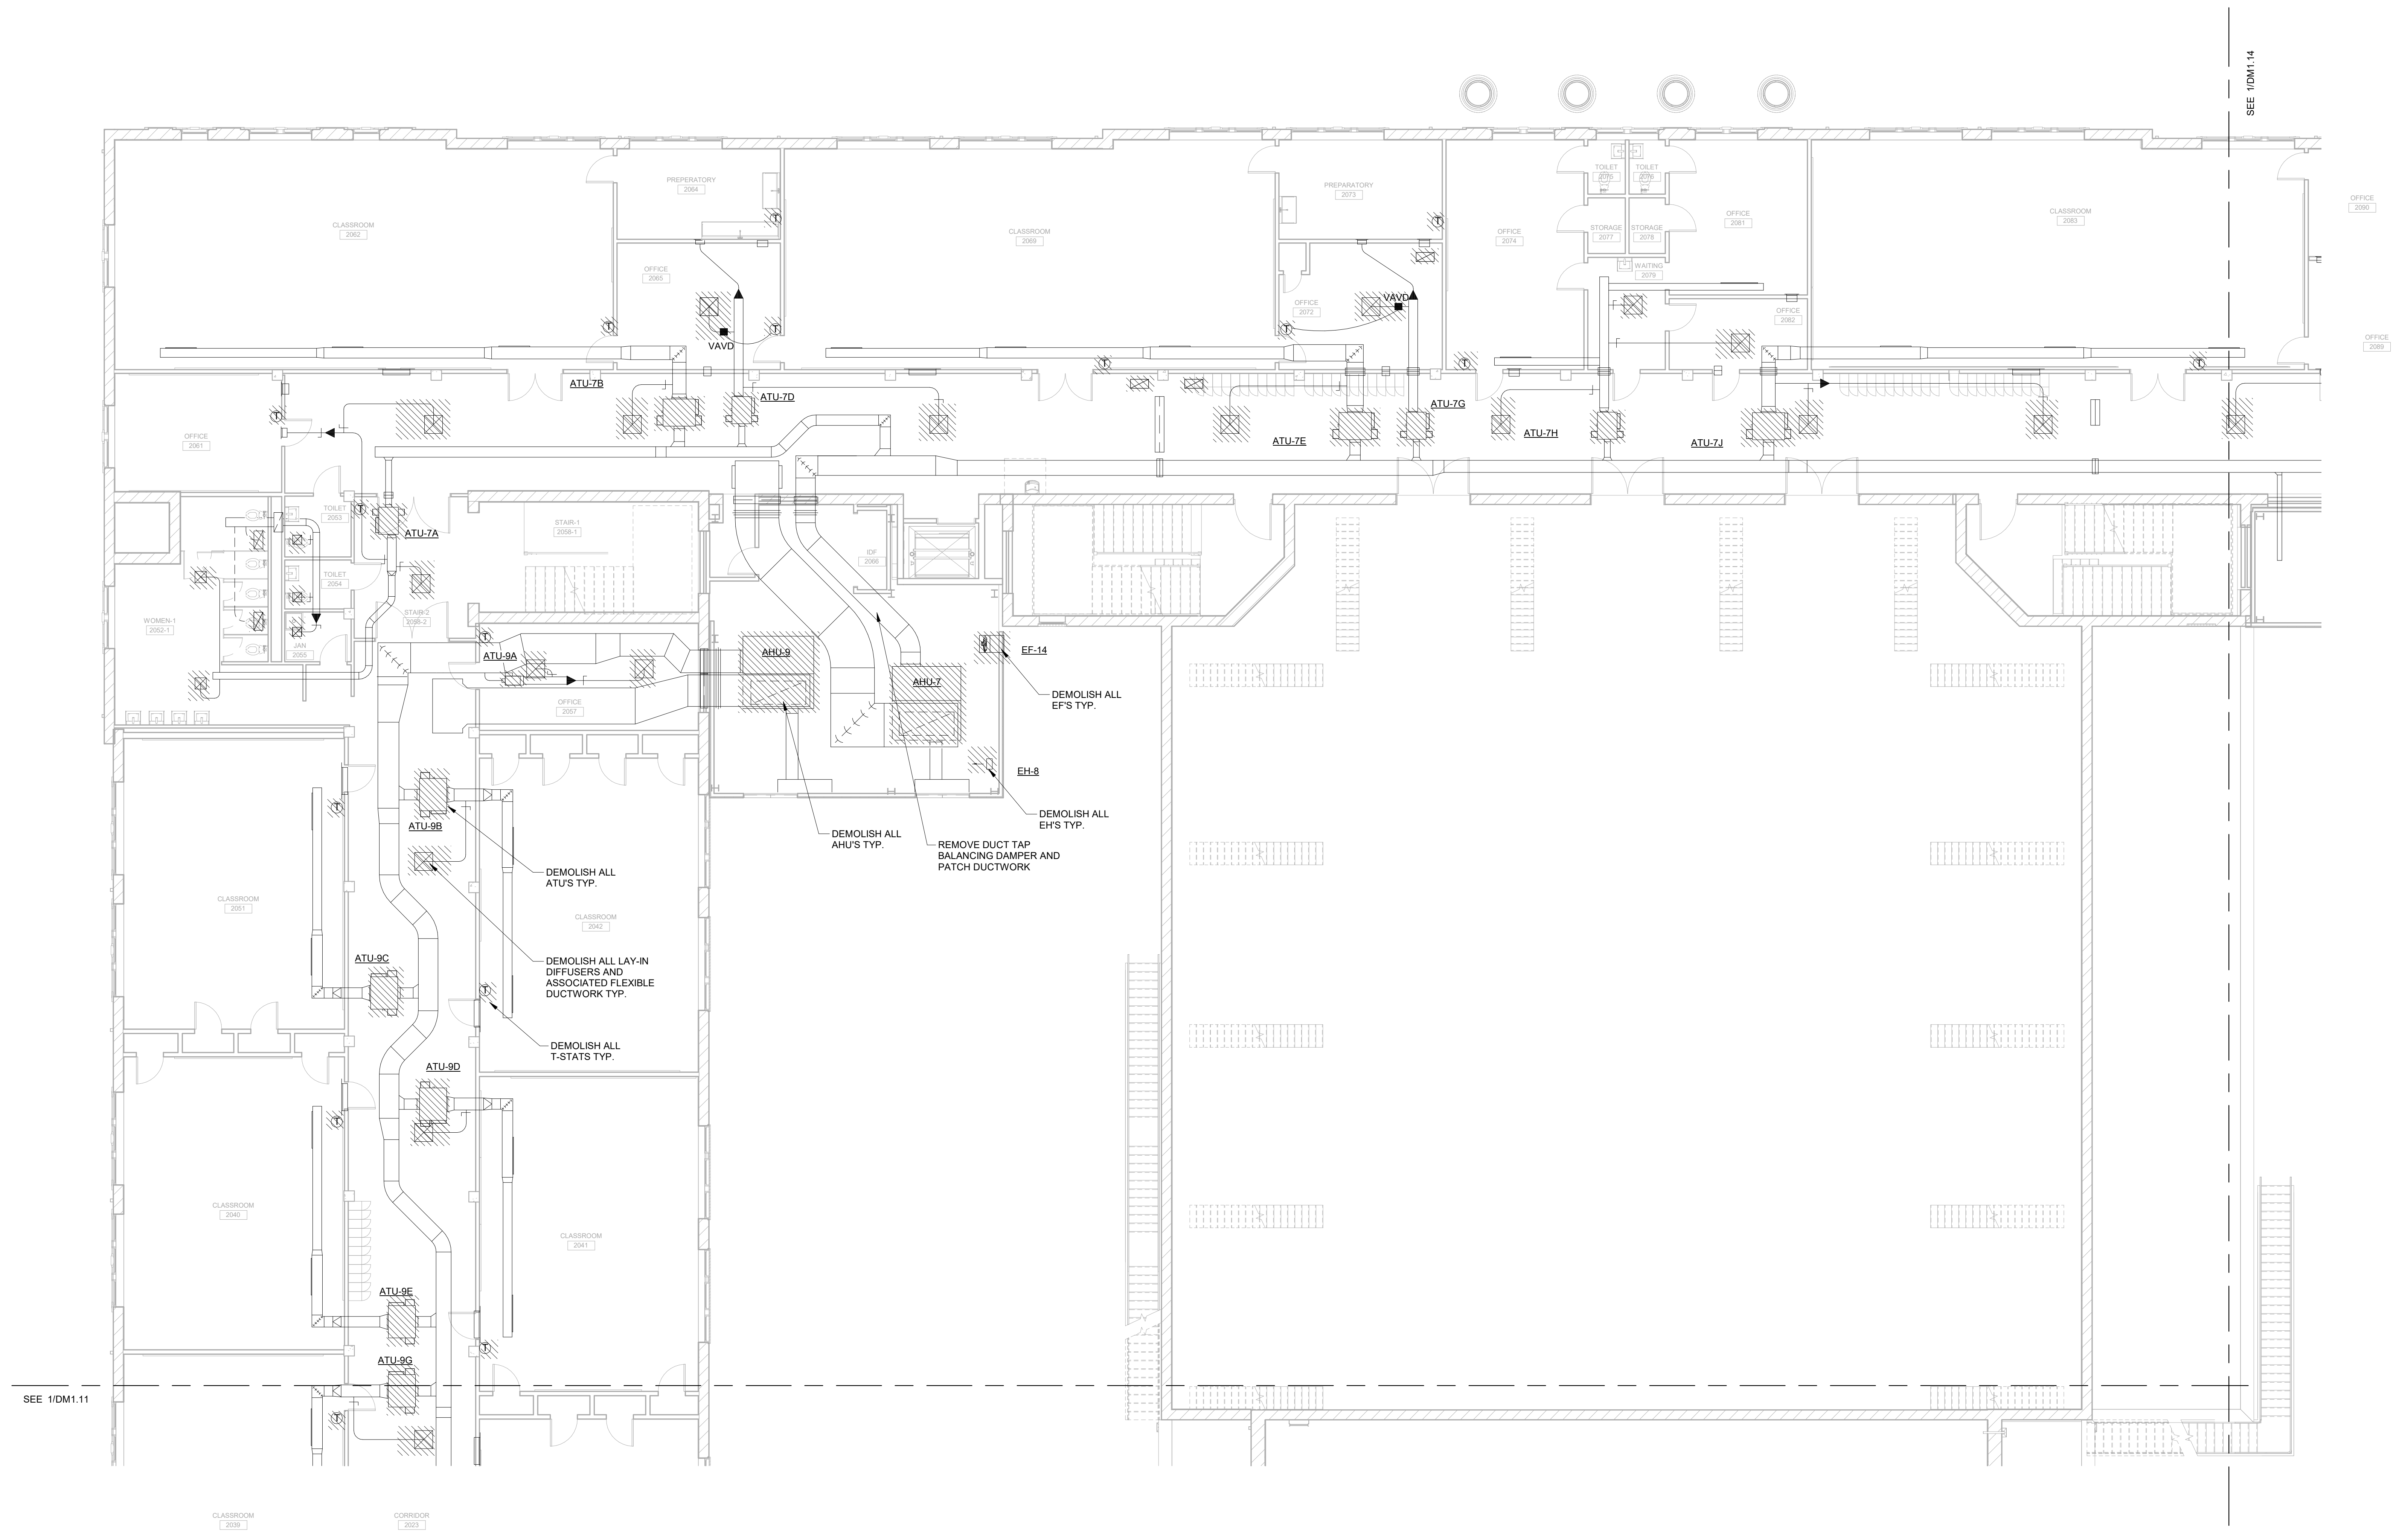 SEE 1/DM1.14
PREPERATORY
2064
PREPARATORY
2073
TOILET
2075
TOILET
2076
CLASSROOM
2062
CLASSROOM
2069
OFFICE
2074
STORAGE
2077
STORAGE
2078
OFFICE
2081
CLASSROOM
2083
OFFICE
2090
OFFICE
2065
WAITING
2079
OFFICE
2072
VAVD
OFFICE
2082
VAVD
OFFICE
2089
T
T
T
T
T
T
T
T
ATU-7B
ATU-7D
ATU-7G
ATU-7E
ATU-7H
ATU-7J
T
OFFICE
2061
T
TOILET
2053
ATU-7A
STAIR-1
2058-1
IDF
2066
TOILET
2054
STAIR-2
2058-2
WOMEN-1
2052-1
JAN
2055
T
ATU-9A
AHU-9
AHU-7
EF-14
DEMOLISH ALL
EF'S TYP.
OFFICE
2057
EH-8
DEMOLISH ALL
EH'S TYP.
T
ATU-9B
DEMOLISH ALL
AHU'S TYP.
REMOVE DUCT TAP
BALANCING DAMPER AND
PATCH DUCTWORK
DEMOLISH ALL
ATU'S TYP.
CLASSROOM
2051
CLASSROOM
2042
ATU-9C
DEMOLISH ALL LAY-IN
DIFFUSERS AND
ASSOCIATED FLEXIBLE
DUCTWORK TYP.
T
DEMOLISH ALL
T-STATS TYP.
ATU-9D
T
CLASSROOM
2040
CLASSROOM
2041
ATU-9E
T
ATU-9G
SEE 1/DM1.11
T
CLASSROOM
2039
CORRIDOR
2023